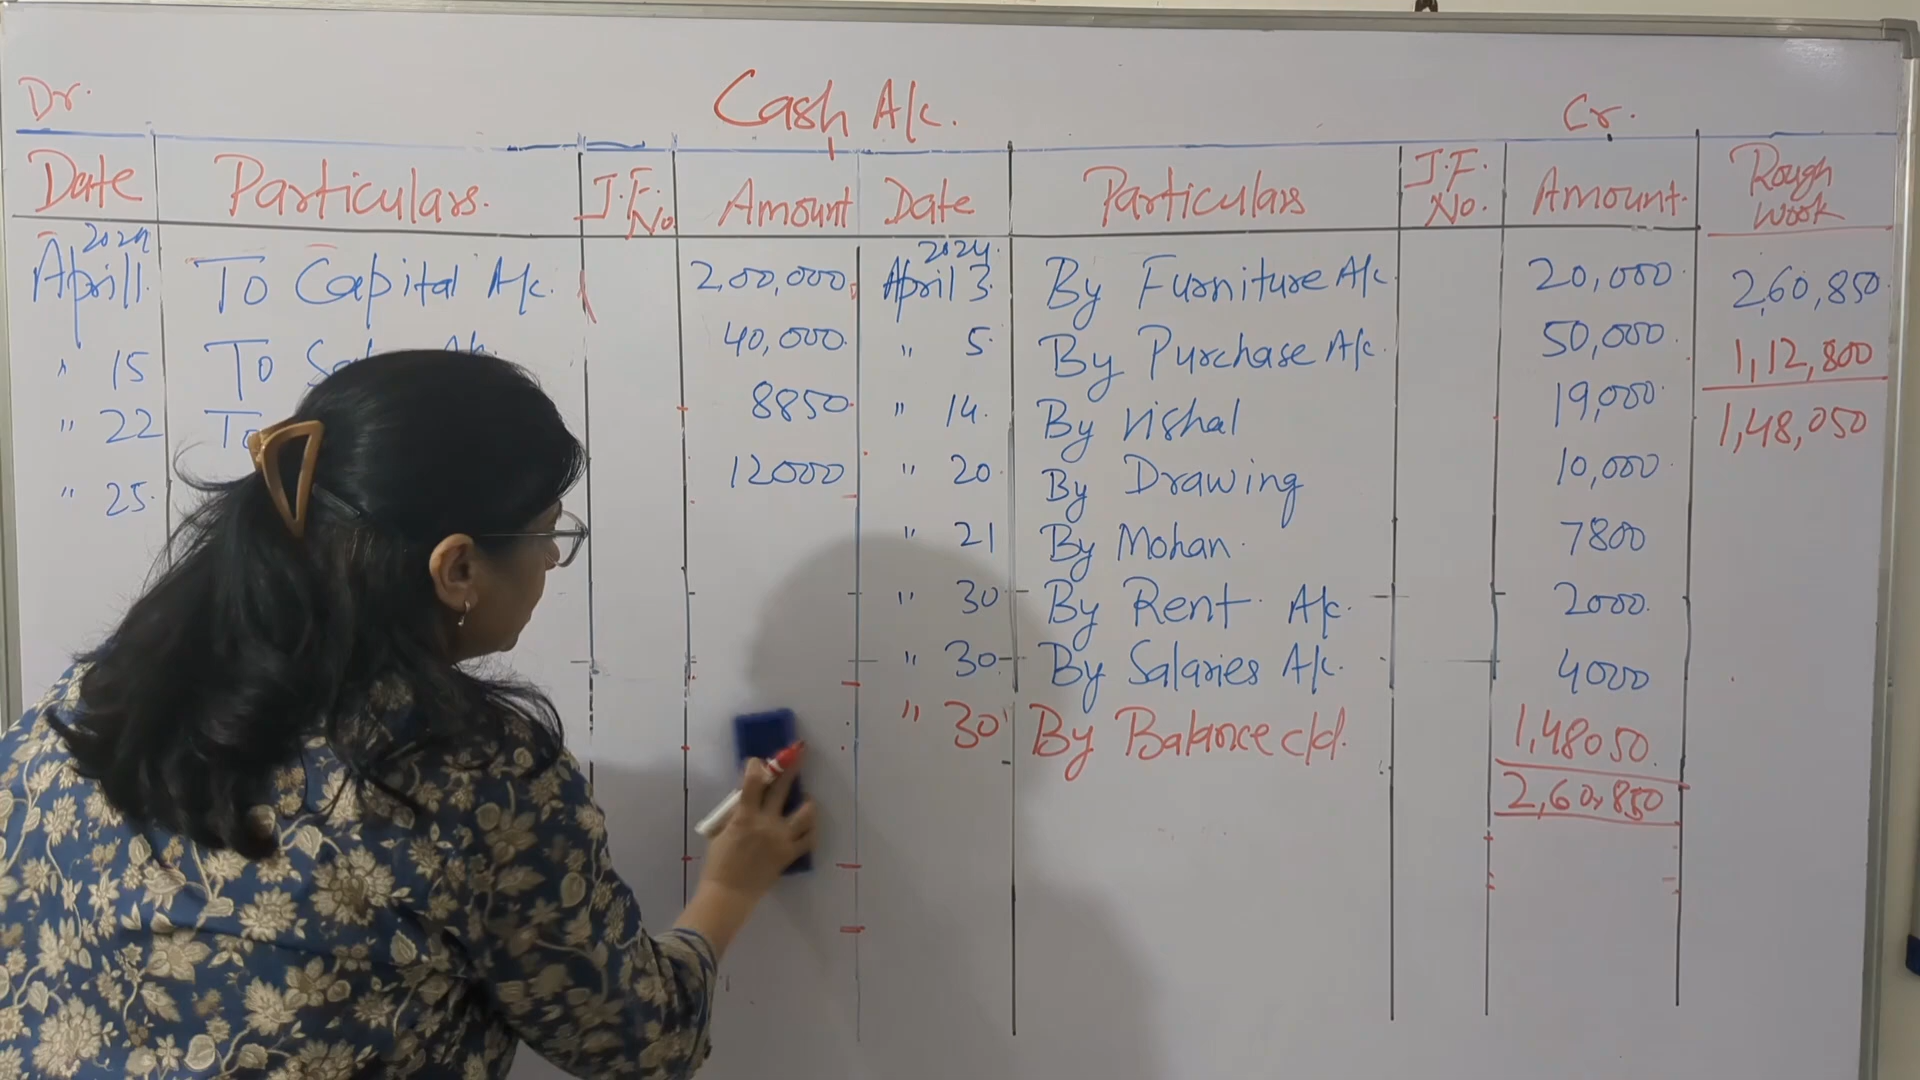 Dr. Cash A/c. Cr.
Date Particulars. J.F. No. Amount Date Particulars J.F. No. Amount. Rough Work
2024 April 1. To Capital A/c. 2,00,000 2024. April 3. By Furniture A/c 20,000 2,60,850
" 15 To A/c. 40,000 " 5. By Purchase A/c. 50,000 1,12,800
" 22 To 8850 " 14. By Vishal 19,000 1,48,050
" 25. 12000 " 20. By Drawing 10,000
" 21 By Mohan. 7800
" 30 By Rent A/c. 2000
" 30 By Salaries A/c. 4000
" 30 By Balance c/d. 1,48050
2,60,850